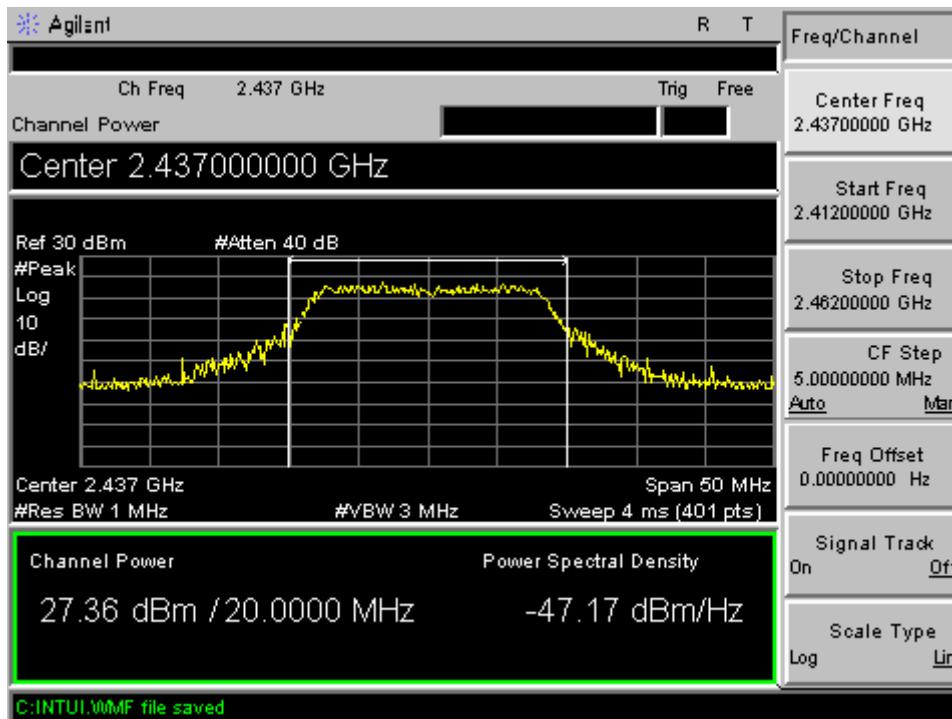 Agilent R T
Ch Freq 2.437 GHz Trig Free
Channel Power
Center 2.437000000 GHz
Ref 30 dBm #Atten 40 dB
#Peak
Log
10
dB/
Center 2.437 GHz Span 50 MHz
#Res BW 1 MHz #VBW 3 MHz Sweep 4 ms (401 pts)
Channel Power Power Spectral Density
27.36 dBm / 20.0000 MHz -47.17 dBm/Hz
C:INTUI.WMF file saved
Freq/Channel
Center Freq
2.43700000 GHz
Start Freq
2.41200000 GHz
Stop Freq
2.46200000 GHz
CF Step
5.00000000 MHz
Auto Man
Freq Offset
0.00000000 Hz
Signal Track
On Off
Scale Type
Log Lin